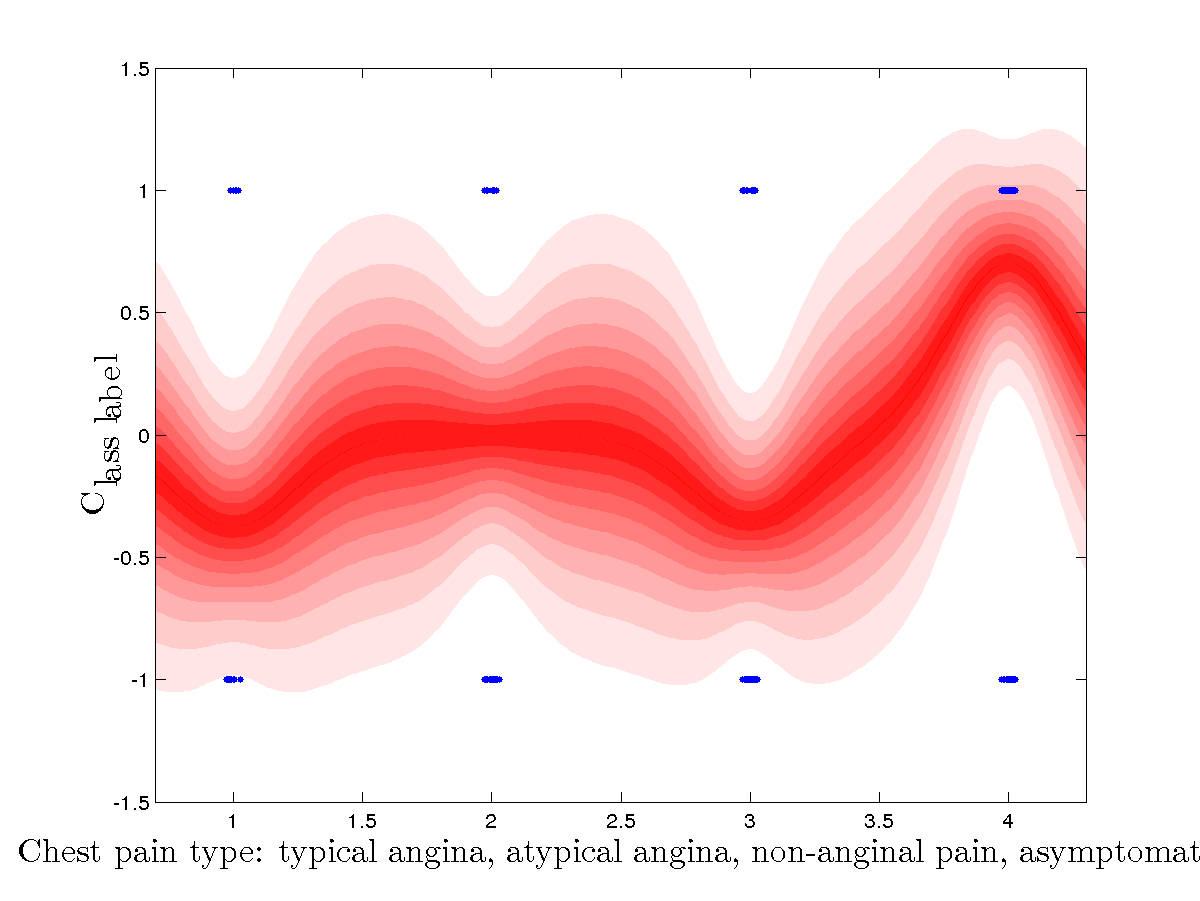 1.5
1
0.5
0
-0.5
-1
-1.5
Class label
1 1.5 2 2.5 3 3.5 4
Chest pain type: typical angina, atypical angina, non-anginal pain, asymptomat